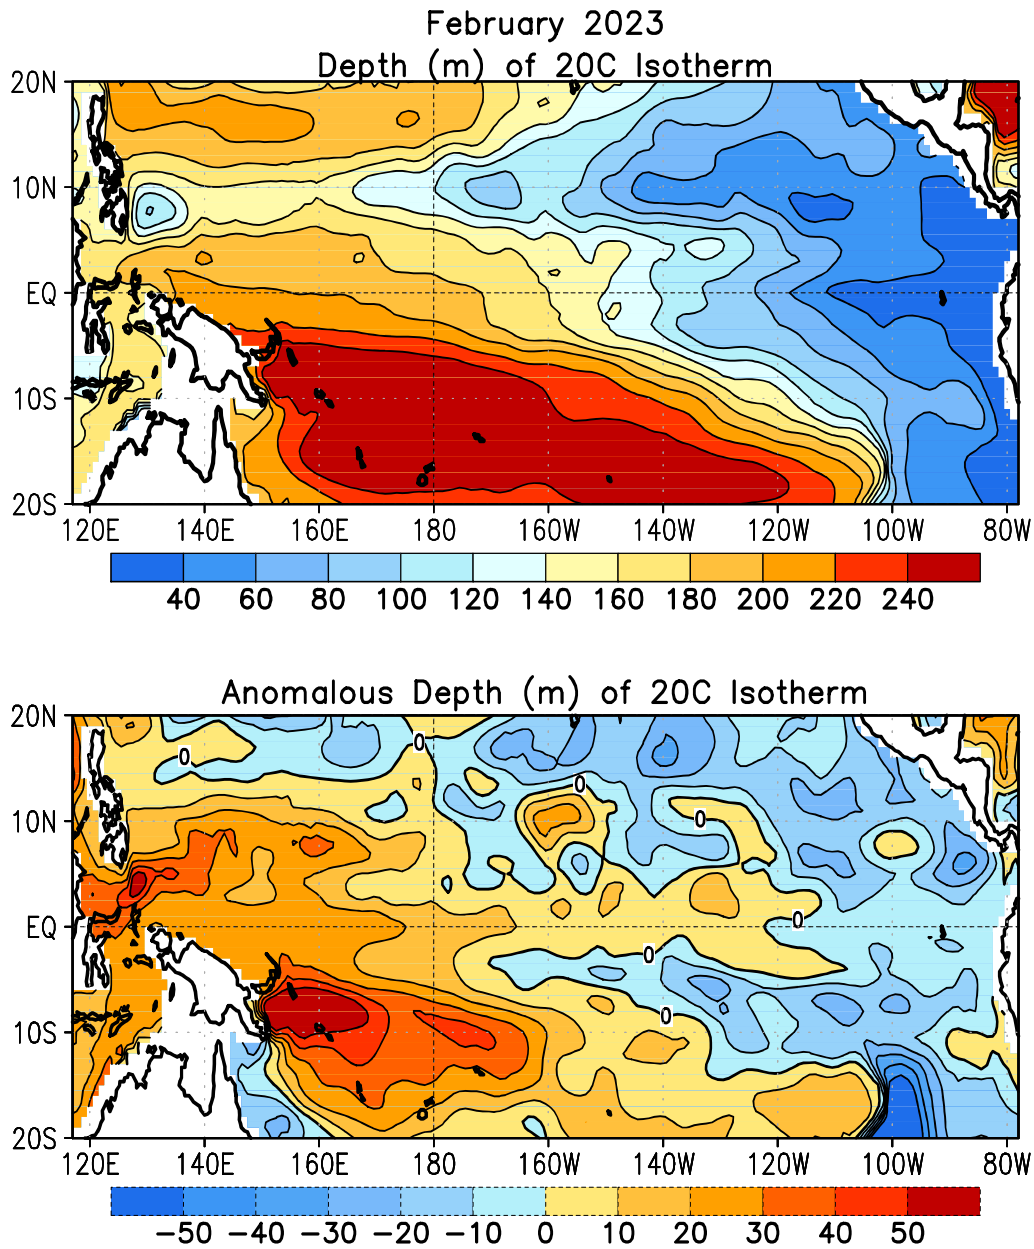 February 2023
Depth (m) of 20C Isotherm
20N
10N
EQ
10S
20S
120E 140E 160E 180 160W 140W 120W 100W 80W
40 60 80 100 120 140 160 180 200 220 240
Anomalous Depth (m) of 20C Isotherm
20N
0 0
0
10N
0
0
EQ
0
0
10S
20S
120E 140E 160E 180 160W 140W 120W 100W 80W
−50 −40 −30 −20 −10 0 10 20 30 40 50